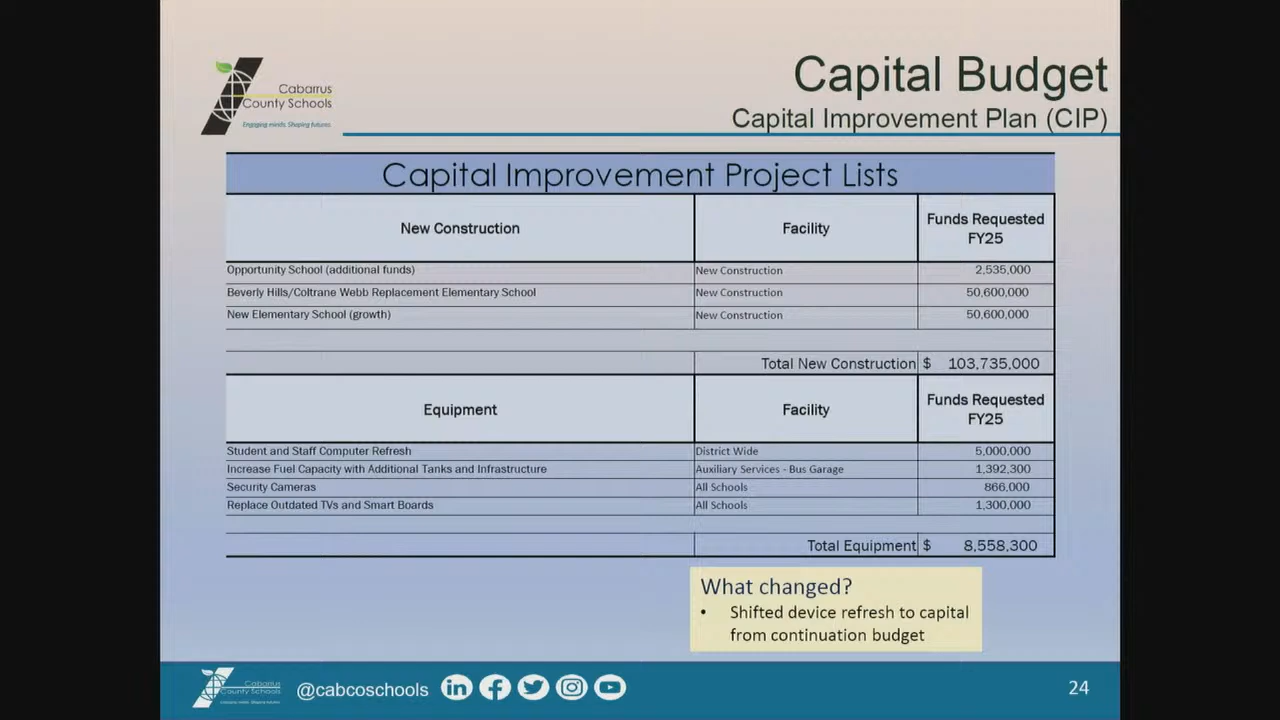 Cabarrus
County Schools
Engaging minds. Shaping futures.
Capital Budget
Capital Improvement Plan (CIP)
Capital Improvement Project Lists
New Construction Facility Funds Requested FY25
Opportunity School (additional funds) New Construction 2,535,000
Beverly Hills/Coltrane Webb Replacement Elementary School New Construction 50,600,000
New Elementary School (growth) New Construction 50,600,000
Total New Construction $ 103,735,000
Equipment Facility Funds Requested FY25
Student and Staff Computer Refresh District Wide 5,000,000
Increase Fuel Capacity with Additional Tanks and Infrastructure Auxiliary Services - Bus Garage 1,392,300
Security Cameras All Schools 866,000
Replace Outdated TVs and Smart Boards All Schools 1,300,000
Total Equipment $ 8,558,300
What changed?
• Shifted device refresh to capital
from continuation budget
Cabarrus
County Schools
Engaging minds. Shaping futures.
@cabcoschools
24